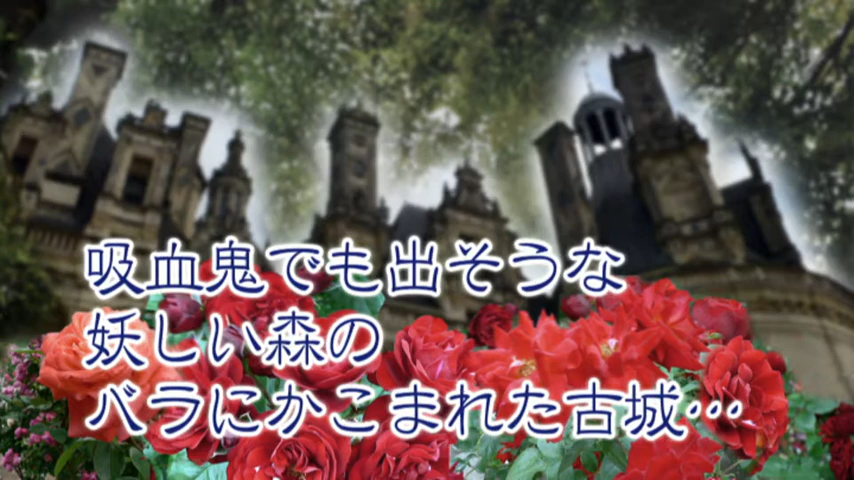 吸血鬼でも出そうな
妖しい森の
バラにかこまれた古城…